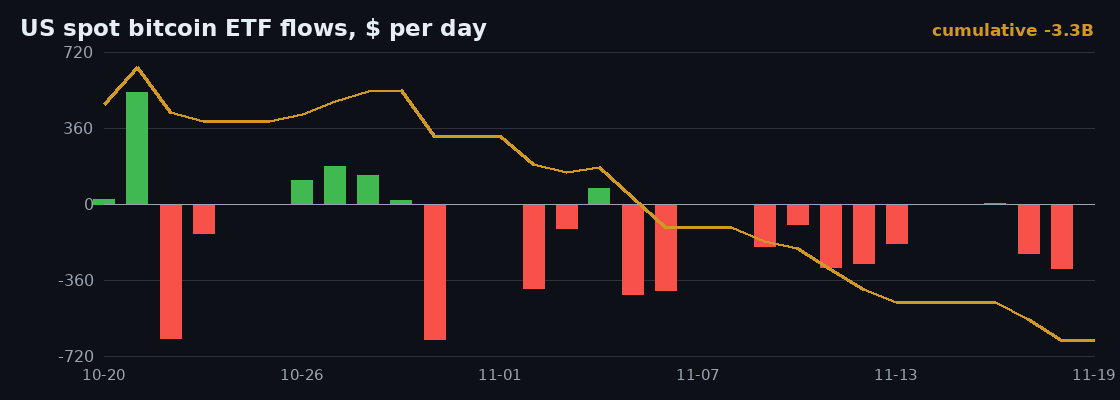 US spot bitcoin ETF flows, $ per day
cumulative -3.3B
720
360
0
-360
-720
10-20 10-26 11-01 11-07 11-13 11-19